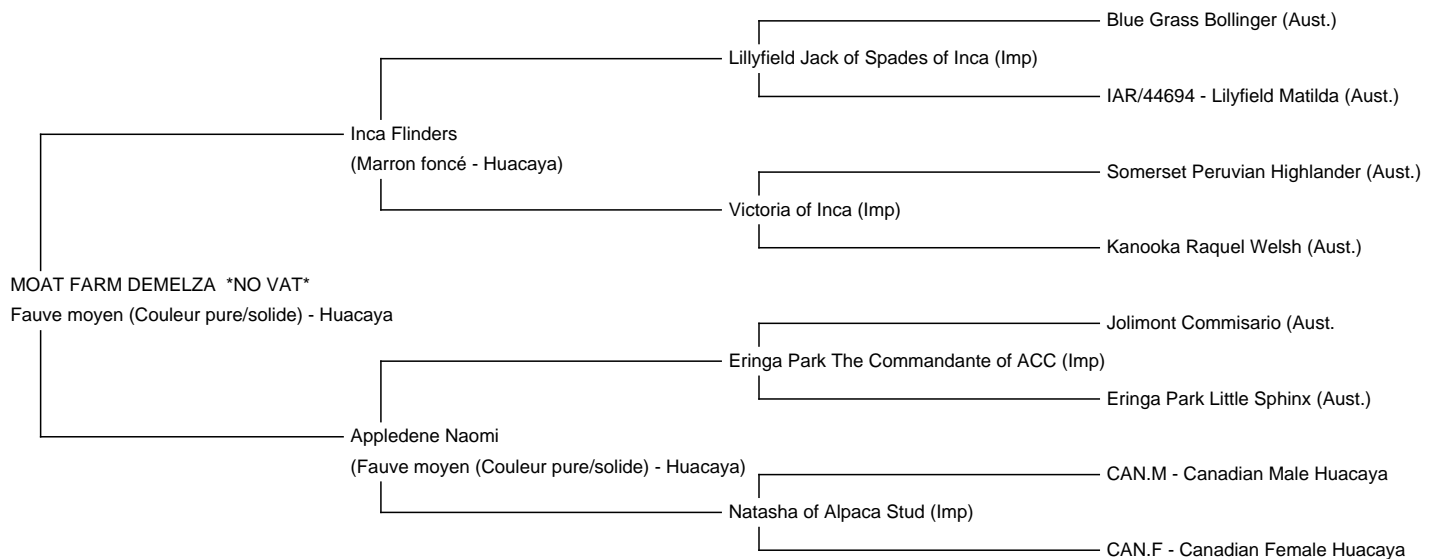 Blue Grass Bollinger (Aust.)
Lillyfield Jack of Spades of Inca (Imp)
IAR/44694 - Lilyfield Matilda (Aust.)
Inca Flinders
(Marron foncé - Huacaya)
Somerset Peruvian Highlander (Aust.)
Victoria of Inca (Imp)
Kanooka Raquel Welsh (Aust.)
MOAT FARM DEMELZA *NO VAT*
Fauve moyen (Couleur pure/solide) - Huacaya
Jolimont Commisario (Aust.
Eringa Park The Commandante of ACC (Imp)
Eringa Park Little Sphinx (Aust.)
Appledene Naomi
(Fauve moyen (Couleur pure/solide) - Huacaya)
CAN.M - Canadian Male Huacaya
Natasha of Alpaca Stud (Imp)
CAN.F - Canadian Female Huacaya